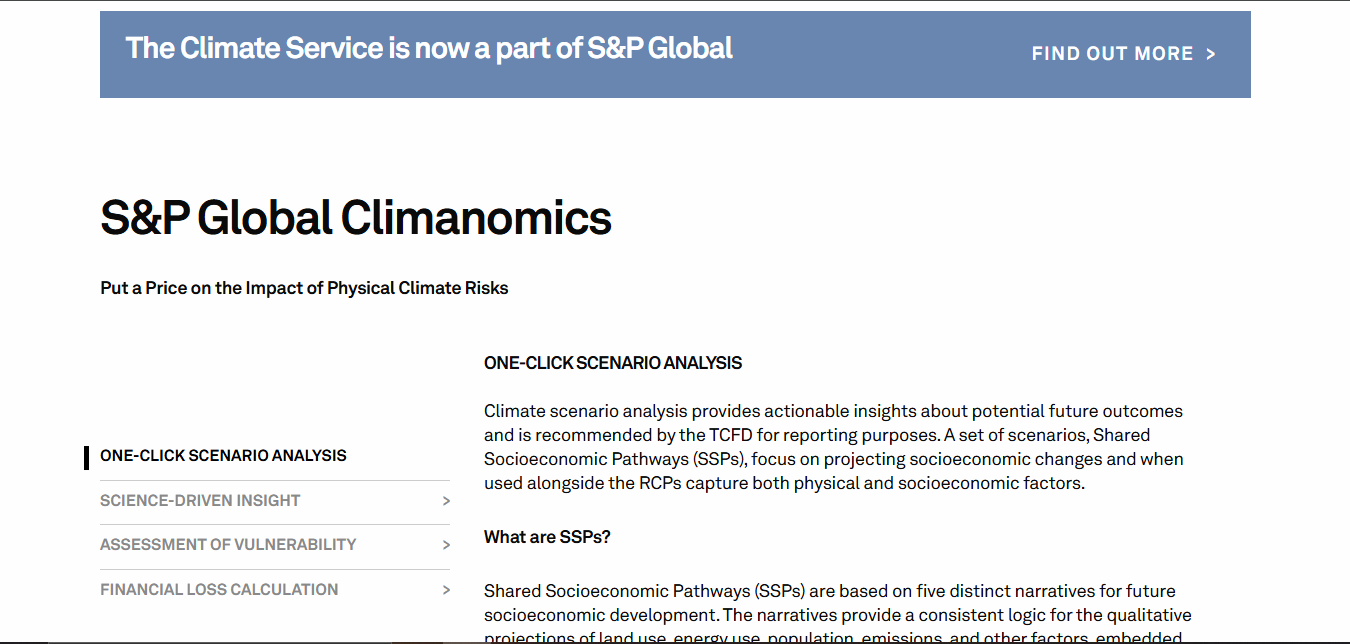 The Climate Service is now a part of S&P Global
FIND OUT MORE >
S&P Global Climanomics
Put a Price on the Impact of Physical Climate Risks
ONE-CLICK SCENARIO ANALYSIS
SCIENCE-DRIVEN INSIGHT >
ASSESSMENT OF VULNERABILITY >
FINANCIAL LOSS CALCULATION >
ONE-CLICK SCENARIO ANALYSIS
Climate scenario analysis provides actionable insights about potential future outcomes
and is recommended by the TCFD for reporting purposes. A set of scenarios, Shared
Socioeconomic Pathways (SSPs), focus on projecting socioeconomic changes and when
used alongside the RCPs capture both physical and socioeconomic factors.
What are SSPs?
Shared Socioeconomic Pathways (SSPs) are based on five distinct narratives for future
socioeconomic development. The narratives provide a consistent logic for the qualitative
projections of land use, energy use, population, emissions, and other factors, embedded